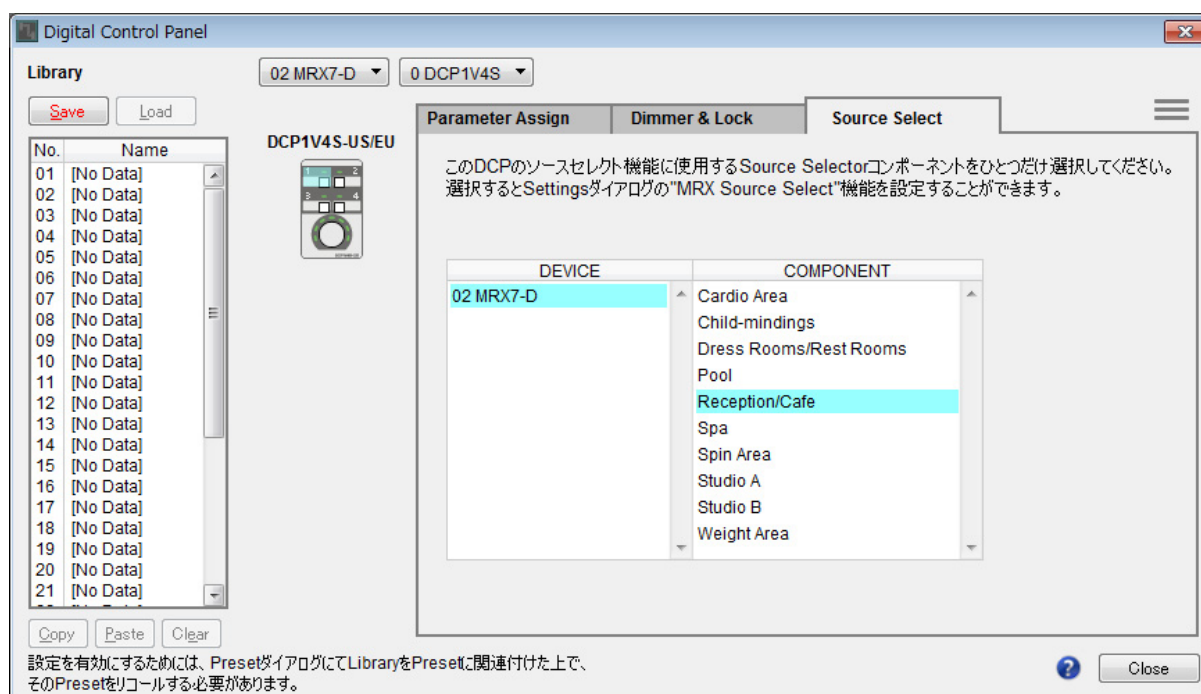 Digital Control Panel
Library
02 MRX7-D
0 DCP1V4S
Save
Load
No. Name
01 [No Data]
02 [No Data]
03 [No Data]
04 [No Data]
05 [No Data]
06 [No Data]
07 [No Data]
08 [No Data]
09 [No Data]
10 [No Data]
11 [No Data]
12 [No Data]
13 [No Data]
14 [No Data]
15 [No Data]
16 [No Data]
17 [No Data]
18 [No Data]
19 [No Data]
20 [No Data]
21 [No Data]
Copy
Paste
Clear
DCP1V4S-US/EU
1 - - 2
3 - - 4
Parameter Assign
Dimmer & Lock
Source Select
このDCPのソースセレクト機能に使用するSource Selectorコンポーネントをひとつだけ選択してください。
選択するとSettingsダイアログの"MRX Source Select"機能を設定することができます。
DEVICE
02 MRX7-D
COMPONENT
Cardio Area
Child-mindings
Dress Rooms/Rest Rooms
Pool
Reception/Cafe
Spa
Spin Area
Studio A
Studio B
Weight Area
設定を有効にするためには、PresetダイアログにてLibraryをPresetに関連付けた上で、
そのPresetをリコールする必要があります。
?
Close